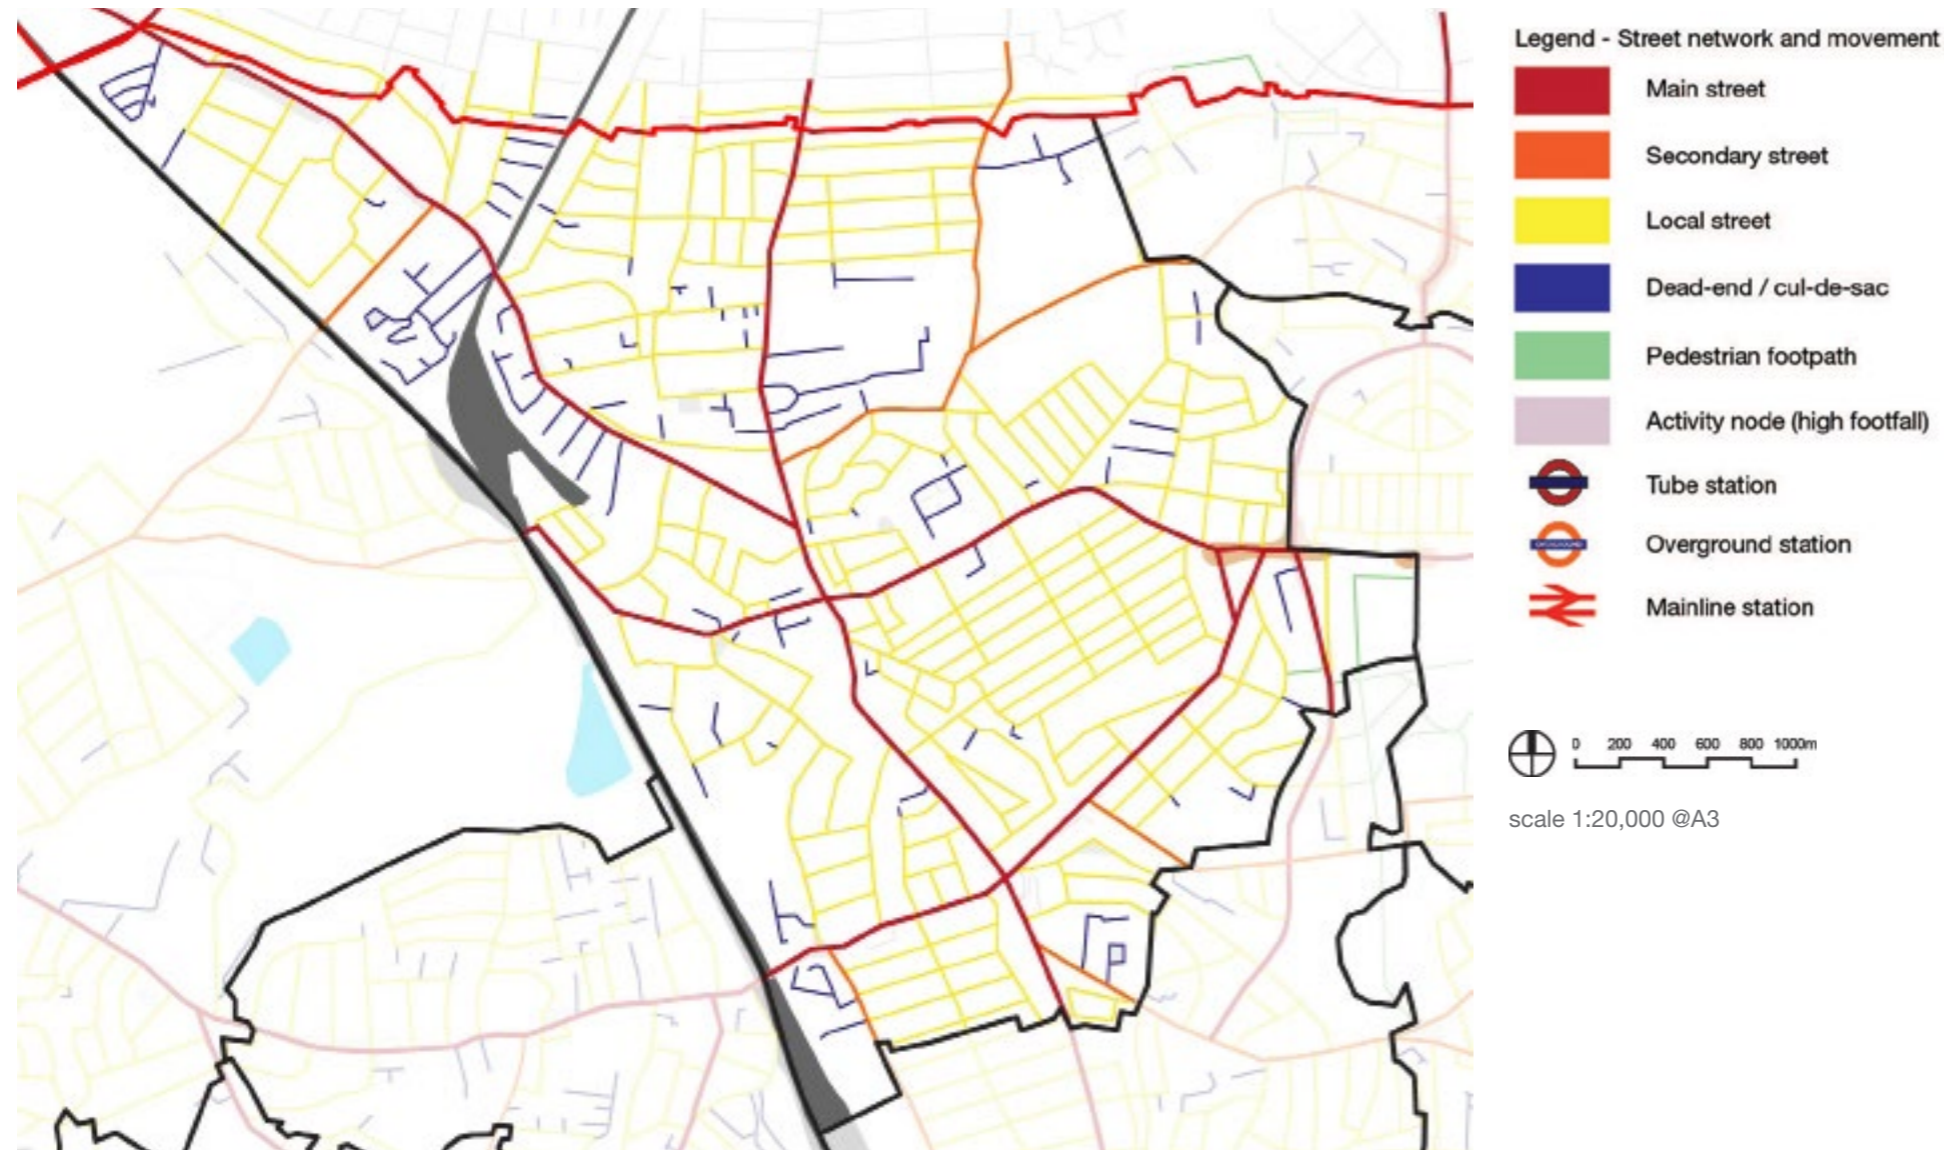 Legend - Street network and movement
Main street
Secondary street
Local street
Dead-end / cul-de-sac
Pedestrian footpath
Activity node (high footfall)
Tube station
Overground station
Mainline station
0 200 400 600 800 1000m
scale 1:20,000 @A3